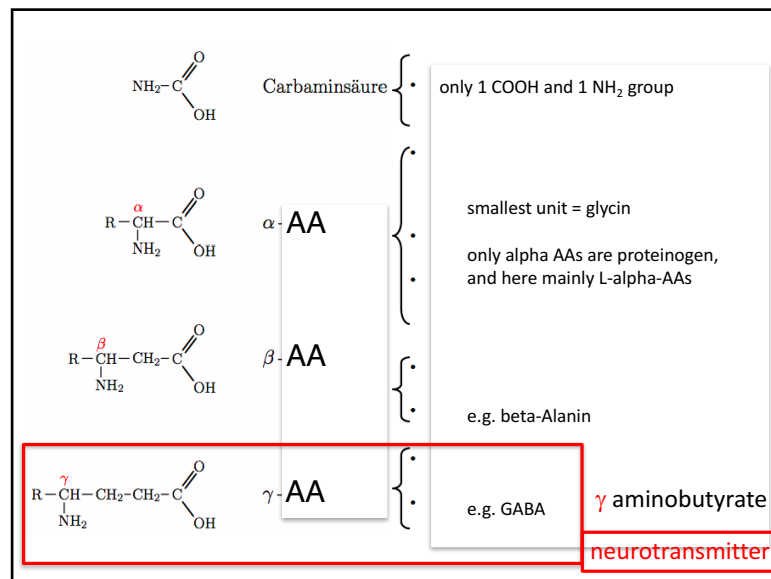 O
NH₂–C
OH
Carbaminsäure
• only 1 COOH and 1 NH₂ group
•
α
O
R–CH–C
NH₂
OH
α-AA
smallest unit = glycin
•
only alpha AAs are proteinogen,
• and here mainly L-alpha-AAs
β
O
R–CH–CH₂–C
NH₂
OH
β-AA
•
• e.g. beta-Alanin
γ
O
R–CH–CH₂–CH₂–C
NH₂
OH
γ-AA
•
• e.g. GABA
γ aminobutyrate
neurotransmitter